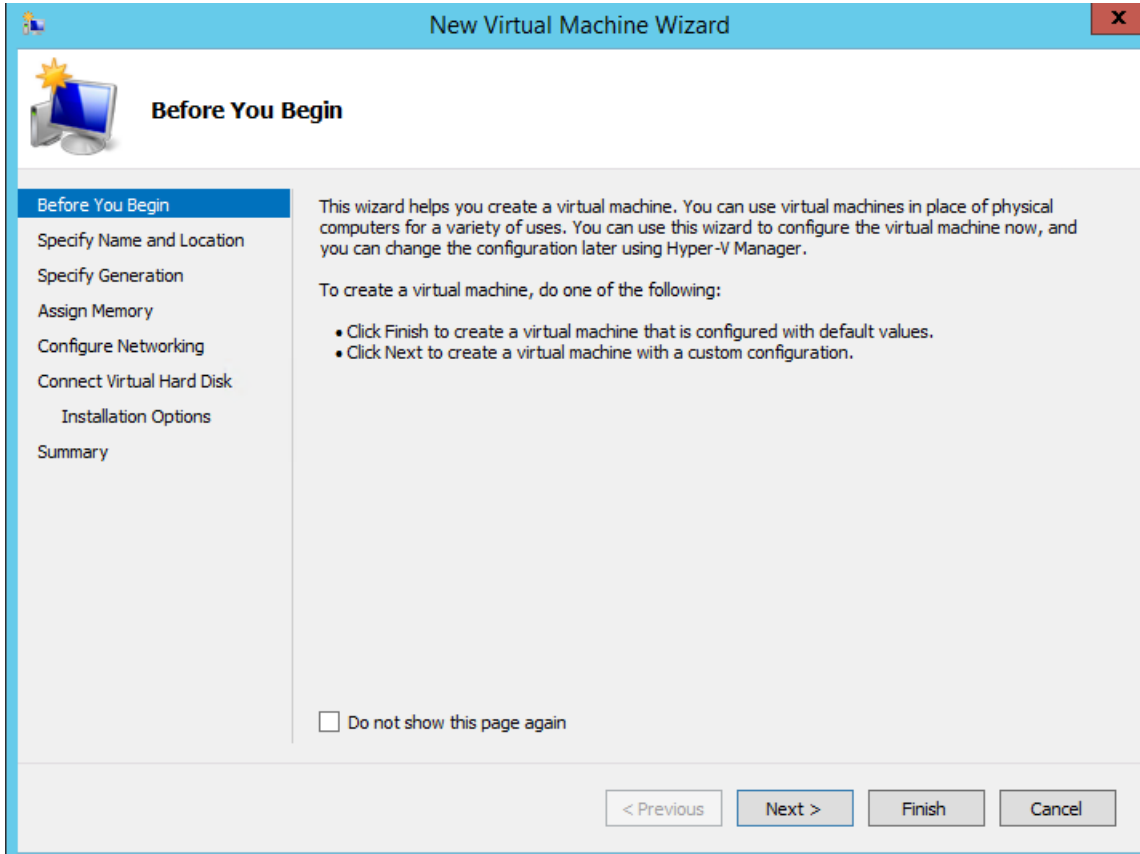 New Virtual Machine Wizard
x
Before You Begin
Before You Begin
Specify Name and Location
Specify Generation
Assign Memory
Configure Networking
Connect Virtual Hard Disk
Installation Options
Summary
This wizard helps you create a virtual machine. You can use virtual machines in place of physical
computers for a variety of uses. You can use this wizard to configure the virtual machine now, and
you can change the configuration later using Hyper-V Manager.
To create a virtual machine, do one of the following:
• Click Finish to create a virtual machine that is configured with default values.
• Click Next to create a virtual machine with a custom configuration.
Do not show this page again
< Previous Next > Finish Cancel